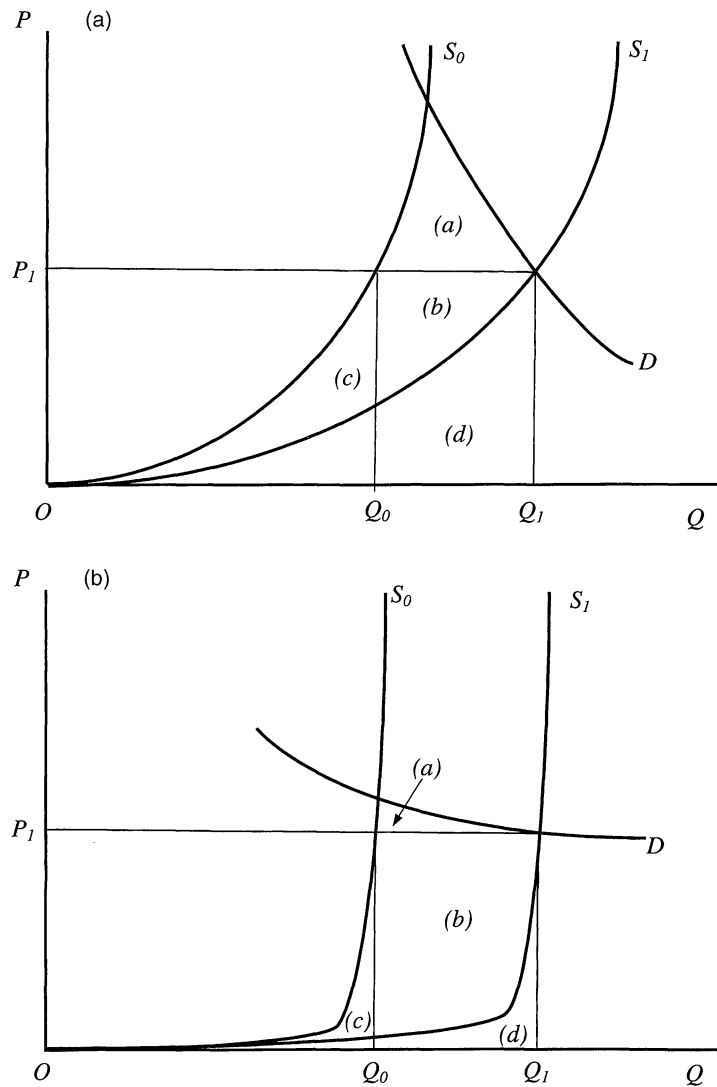 P (a)
S₀ S₁
(a)
P₁
(b)
(c)
D
(d)
O Q₀ Q₁ Q
P (b)
S₀ S₁
(a)
P₁
D
(b)
(c) (d)
O Q₀ Q₁ Q